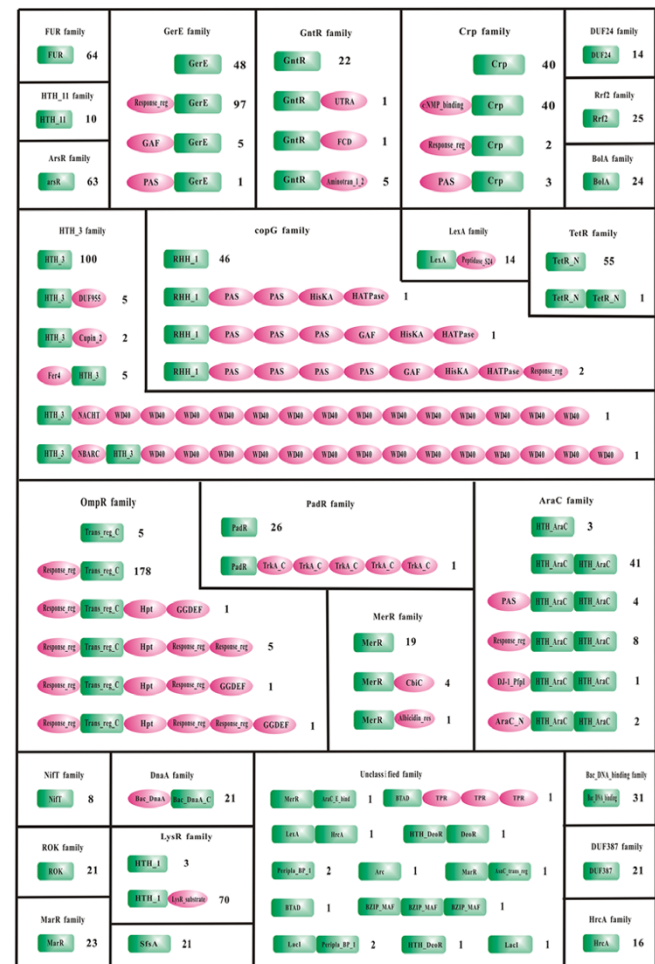 FUR family
FUR 64
HTH_11 family
HTH_11 10
ArsR family
arsR 63
GerE family
GerE 48
Response_reg GerE 97
GAF GerE 5
PAS GerE 1
GntR family
GntR 22
GntR UTRA 1
GntR FCD 1
GntR Aminotran_1_2 5
Crp family
Crp 40
cNMP_binding Crp 40
Response_reg Crp 2
PAS Crp 3
DUF24 family
DUF24 14
Rrf2 family
Rrf2 25
BolA family
BolA 24
HTH_3 family
HTH_3 100
HTH_3 DUF955 5
HTH_3 Cupin_2 2
Fer4 HTH_3 5
HTH_3 NACHT WD40 WD40 WD40 WD40 WD40 WD40 WD40 WD40 WD40 WD40 WD40 WD40 WD40 1
HTH_3 NBARC HTH_3 WD40 WD40 WD40 WD40 WD40 WD40 WD40 WD40 WD40 WD40 WD40 WD40 WD40 WD40 1
copG family
RHH_1 46
RHH_1 PAS PAS HisKA HATPase 1
RHH_1 PAS PAS PAS GAF HisKA HATPase 1
RHH_1 PAS PAS PAS PAS GAF HisKA HATPase Response_reg 2
LexA family
LexA Peptidase_S24 14
TetR family
TetR_N 55
TetR_N TetR_N 1
OmpR family
Trans_reg_C 5
Response_reg Trans_reg_C 178
Response_reg Trans_reg_C Hpt GGDEF 1
Response_reg Trans_reg_C Hpt Response_reg Response_reg 5
Response_reg Trans_reg_C Hpt Response_reg GGDEF 1
Response_reg Trans_reg_C Hpt Response_reg Response_reg GGDEF 1
PadR family
PadR 26
PadR TrkA_C TrkA_C TrkA_C TrkA_C TrkA_C 1
MerR family
MerR 19
MerR ChiC 4
MerR Albicidin_res 1
AraC family
HTH_AraC 3
HTH_AraC HTH_AraC 41
PAS HTH_AraC HTH_AraC 4
Response_reg HTH_AraC HTH_AraC 8
DJ-1_PfpI HTH_AraC HTH_AraC 1
AraC_N HTH_AraC HTH_AraC 2
NifT family
NifT 8
ROK family
ROK 21
MarR family
MarR 23
DnaA family
Bac_DnaA Bac_DnaA_C 21
LysR family
HTH_1 3
HTH_1 LysR_substrate 70
SfsA 21
Unclassified family
MerR AraC_E_bind 1 BTAD TPR TPR TPR 1
LexA HrcA 1 HTH_DeoR DeoR 1
Peripla_BP_1 2 Arc 1 MarR AsnC_trans_reg 1
BTAD 1 BZIP_MAF BZIP_MAF BZIP_MAF 1
LacI Peripla_BP_1 2 HTH_DeoR 1 LacI 1
Bac_DNA_binding family
Bac DNA binding 31
DUF387 family
DUF387 21
HrcA family
HrcA 16